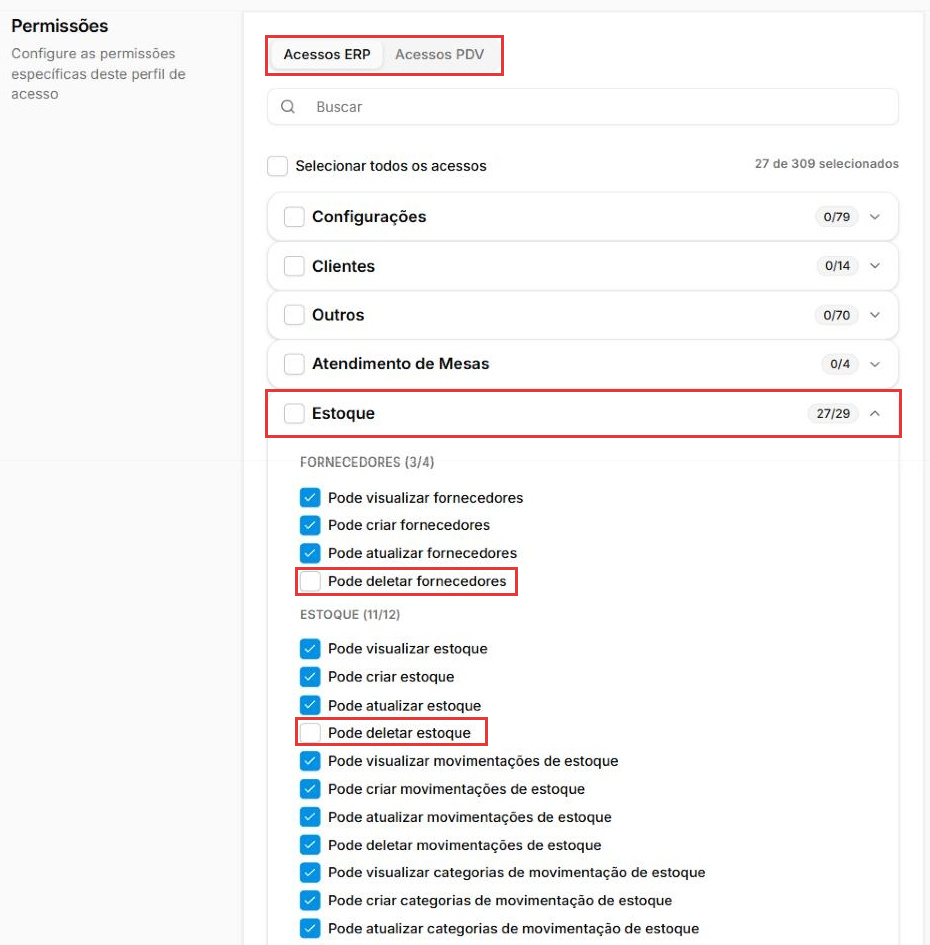 Permissões
Configure as permissões
específicas deste perfil de
acesso
Acessos ERP
Acessos PDV
Buscar
Selecionar todos os acessos
27 de 309 selecionados
Configurações
0/79
Clientes
0/14
Outros
0/70
Atendimento de Mesas
0/4
Estoque
27/29
FORNECEDORES (3/4)
Pode visualizar fornecedores
Pode criar fornecedores
Pode atualizar fornecedores
Pode deletar fornecedores
ESTOQUE (11/12)
Pode visualizar estoque
Pode criar estoque
Pode atualizar estoque
Pode deletar estoque
Pode visualizar movimentações de estoque
Pode criar movimentações de estoque
Pode atualizar movimentações de estoque
Pode deletar movimentações de estoque
Pode visualizar categorias de movimentação de estoque
Pode criar categorias de movimentação de estoque
Pode atualizar categorias de movimentação de estoque